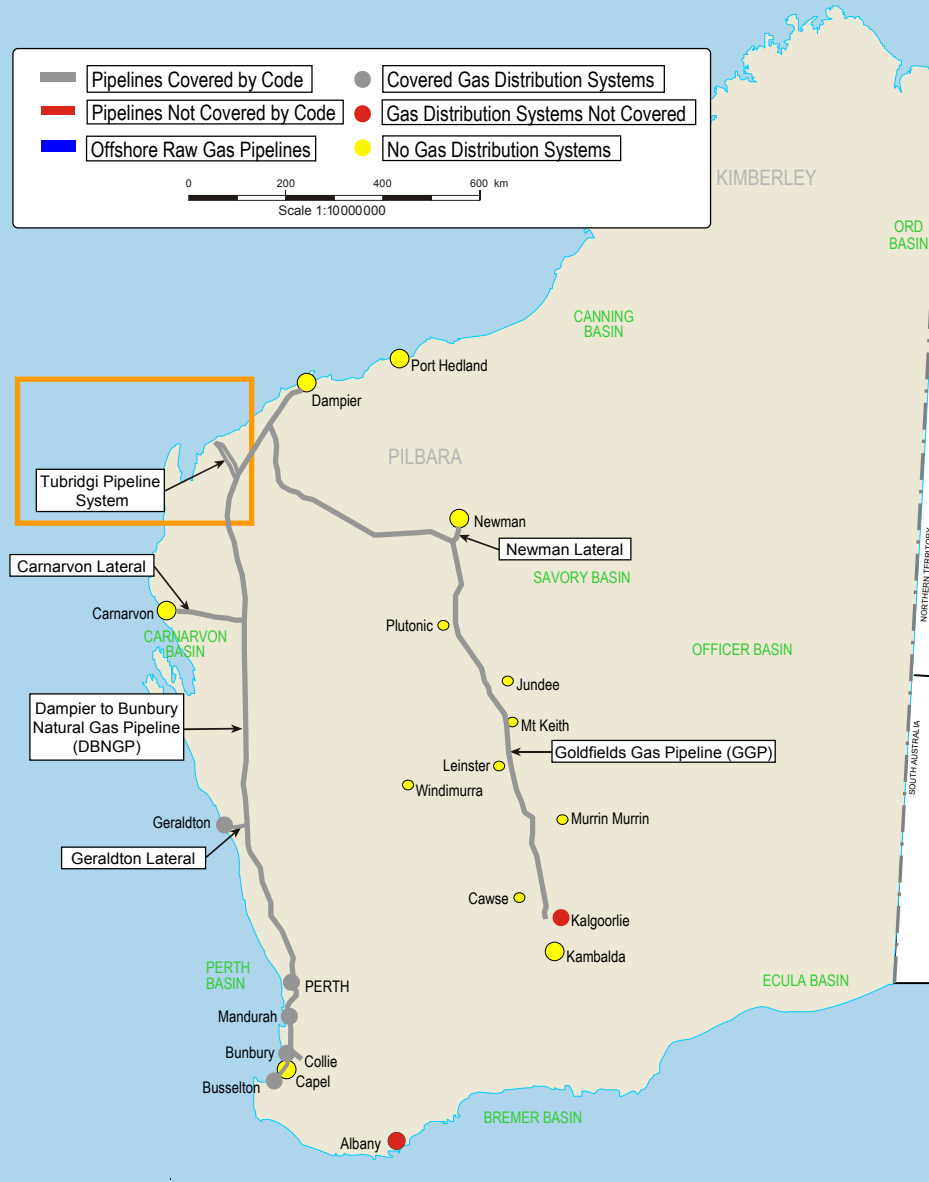 Pipelines Covered by Code
Covered Gas Distribution Systems
Pipelines Not Covered by Code
Gas Distribution Systems Not Covered
Offshore Raw Gas Pipelines
No Gas Distribution Systems
0 200 400 600 km
Scale 1:10000000
KIMBERLEY
ORD
BASIN
CANNING
BASIN
Port Hedland
Dampier
PILBARA
Tubridgi Pipeline
System
Newman
Newman Lateral
NORTHERN TERRITORY
Carnarvon Lateral
SAVORY BASIN
Carnarvon
Plutonic
CARNARVON
BASIN
OFFICER BASIN
Jundee
Dampier to Bunbury
Natural Gas Pipeline
(DBNGP)
Mt Keith
Goldfields Gas Pipeline (GGP)
SOUTH AUSTRALIA
Leinster
Windimurra
Geraldton
Murrin Murrin
Geraldton Lateral
Cawse
Kalgoorlie
Kambalda
PERTH
BASIN
PERTH
ECULA BASIN
Mandurah
Bunbury
Collie
Capel
Busselton
BREMER BASIN
Albany